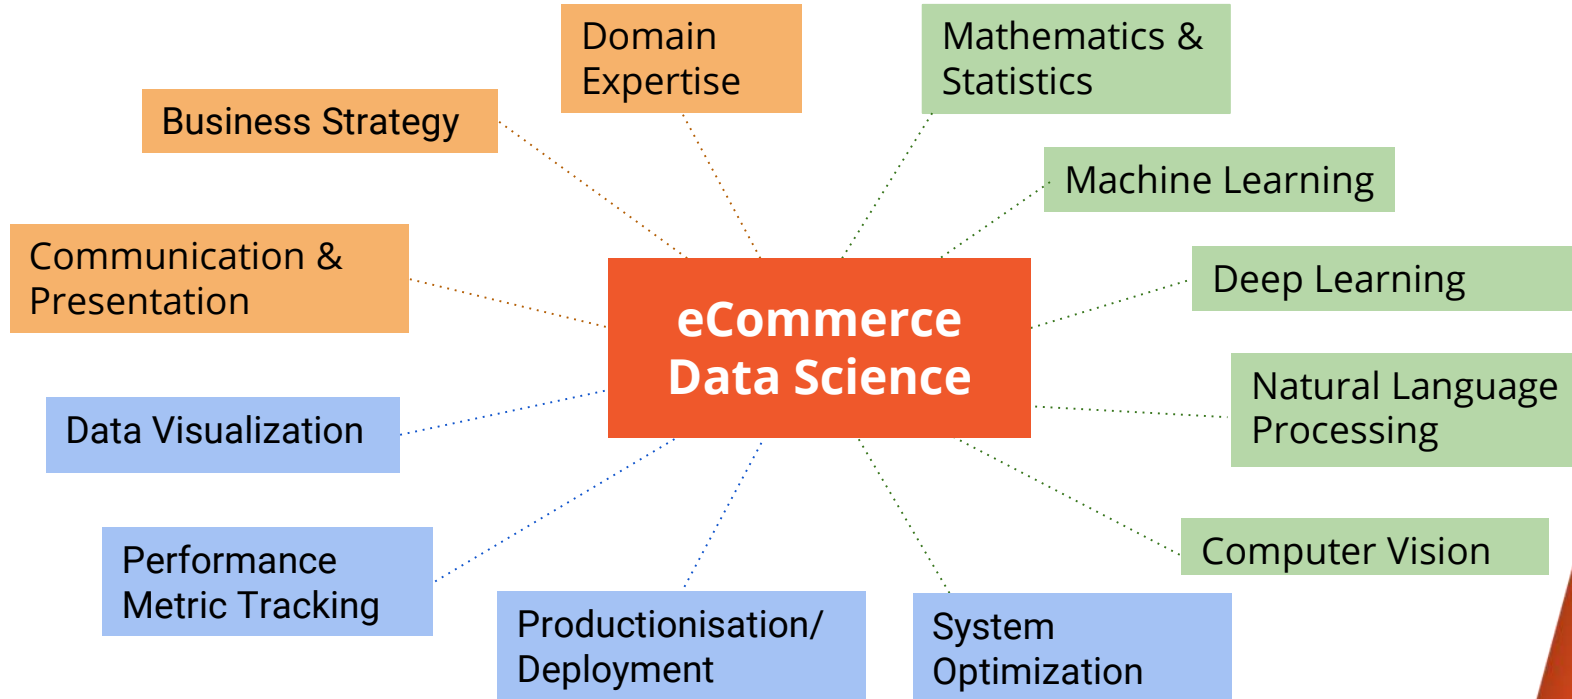 Domain
Expertise
Mathematics &
Statistics
Business Strategy
Machine Learning
Communication &
Presentation
Deep Learning
eCommerce
Data Science
Natural Language
Processing
Data Visualization
Computer Vision
Performance
Metric Tracking
Productionisation/
Deployment
System
Optimization